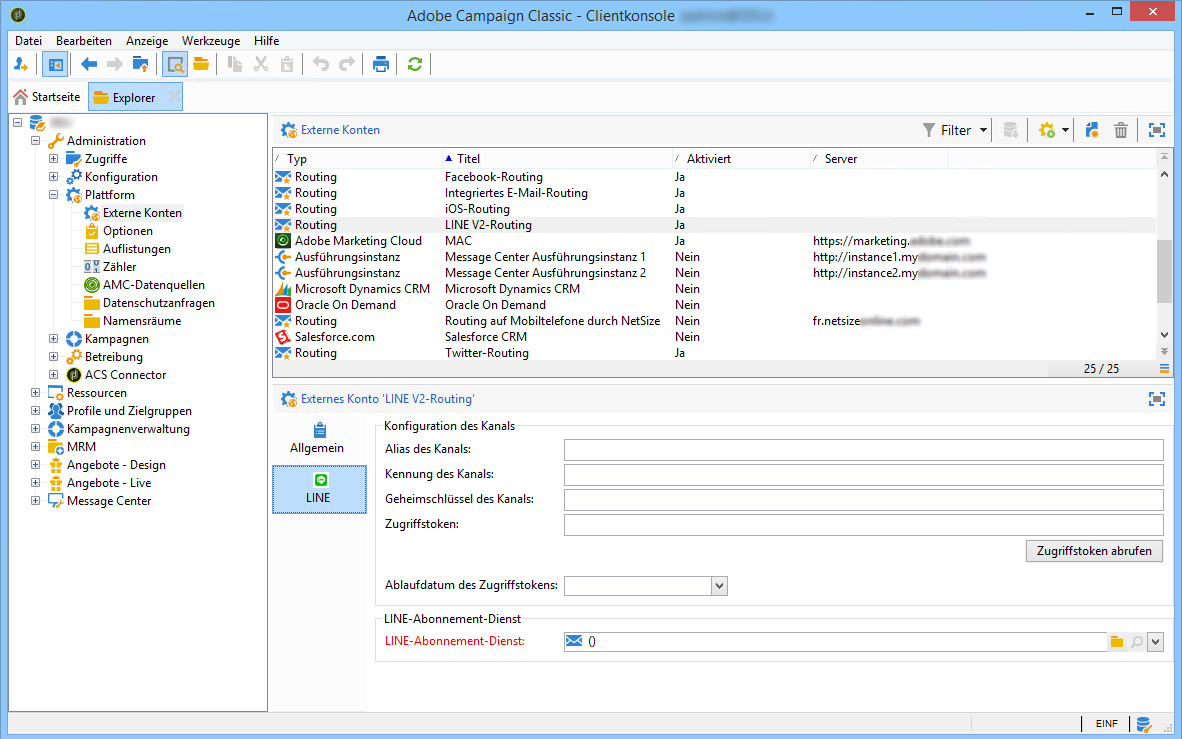 Adobe Campaign Classic - Clientkonsole
Datei Bearbeiten Anzeige Werkzeuge Hilfe
Startseite Explorer
Administration
Zugriffe
Konfiguration
Plattform
Externe Konten
Optionen
Auflistungen
Zähler
AMC-Datenquellen
Datenschutzanfragen
Namensräume
Kampagnen
Betreibung
ACS Connector
Ressourcen
Profile und Zielgruppen
Kampagnenverwaltung
MRM
Angebote - Design
Angebote - Live
Message Center
Externe Konten Filter
Typ Titel Aktiviert Server
Routing Facebook-Routing Ja
Routing Integriertes E-Mail-Routing Ja
Routing iOS-Routing Ja
Routing LINE V2-Routing Ja
Adobe Marketing Cloud MAC Ja https://marketing.
Ausführungsinstanz Message Center Ausführungsinstanz 1 Nein http://instance1.my
Ausführungsinstanz Message Center Ausführungsinstanz 2 Nein http://instance2.my
Microsoft Dynamics CRM Microsoft Dynamics CRM Nein
Oracle On Demand Oracle On Demand Nein
Routing Routing auf Mobiltelefone durch NetSize Nein fr.netsize
Salesforce.com Salesforce CRM Nein
Routing Twitter-Routing Ja
25 / 25
Externes Konto 'LINE V2-Routing'
Allgemein
LINE
Konfiguration des Kanals
Alias des Kanals:
Kennung des Kanals:
Geheimschlüssel des Kanals:
Zugriffstoken:
Zugriffstoken abrufen
Ablaufdatum des Zugriffstokens:
LINE-Abonnement-Dienst
LINE-Abonnement-Dienst: ()
EINF